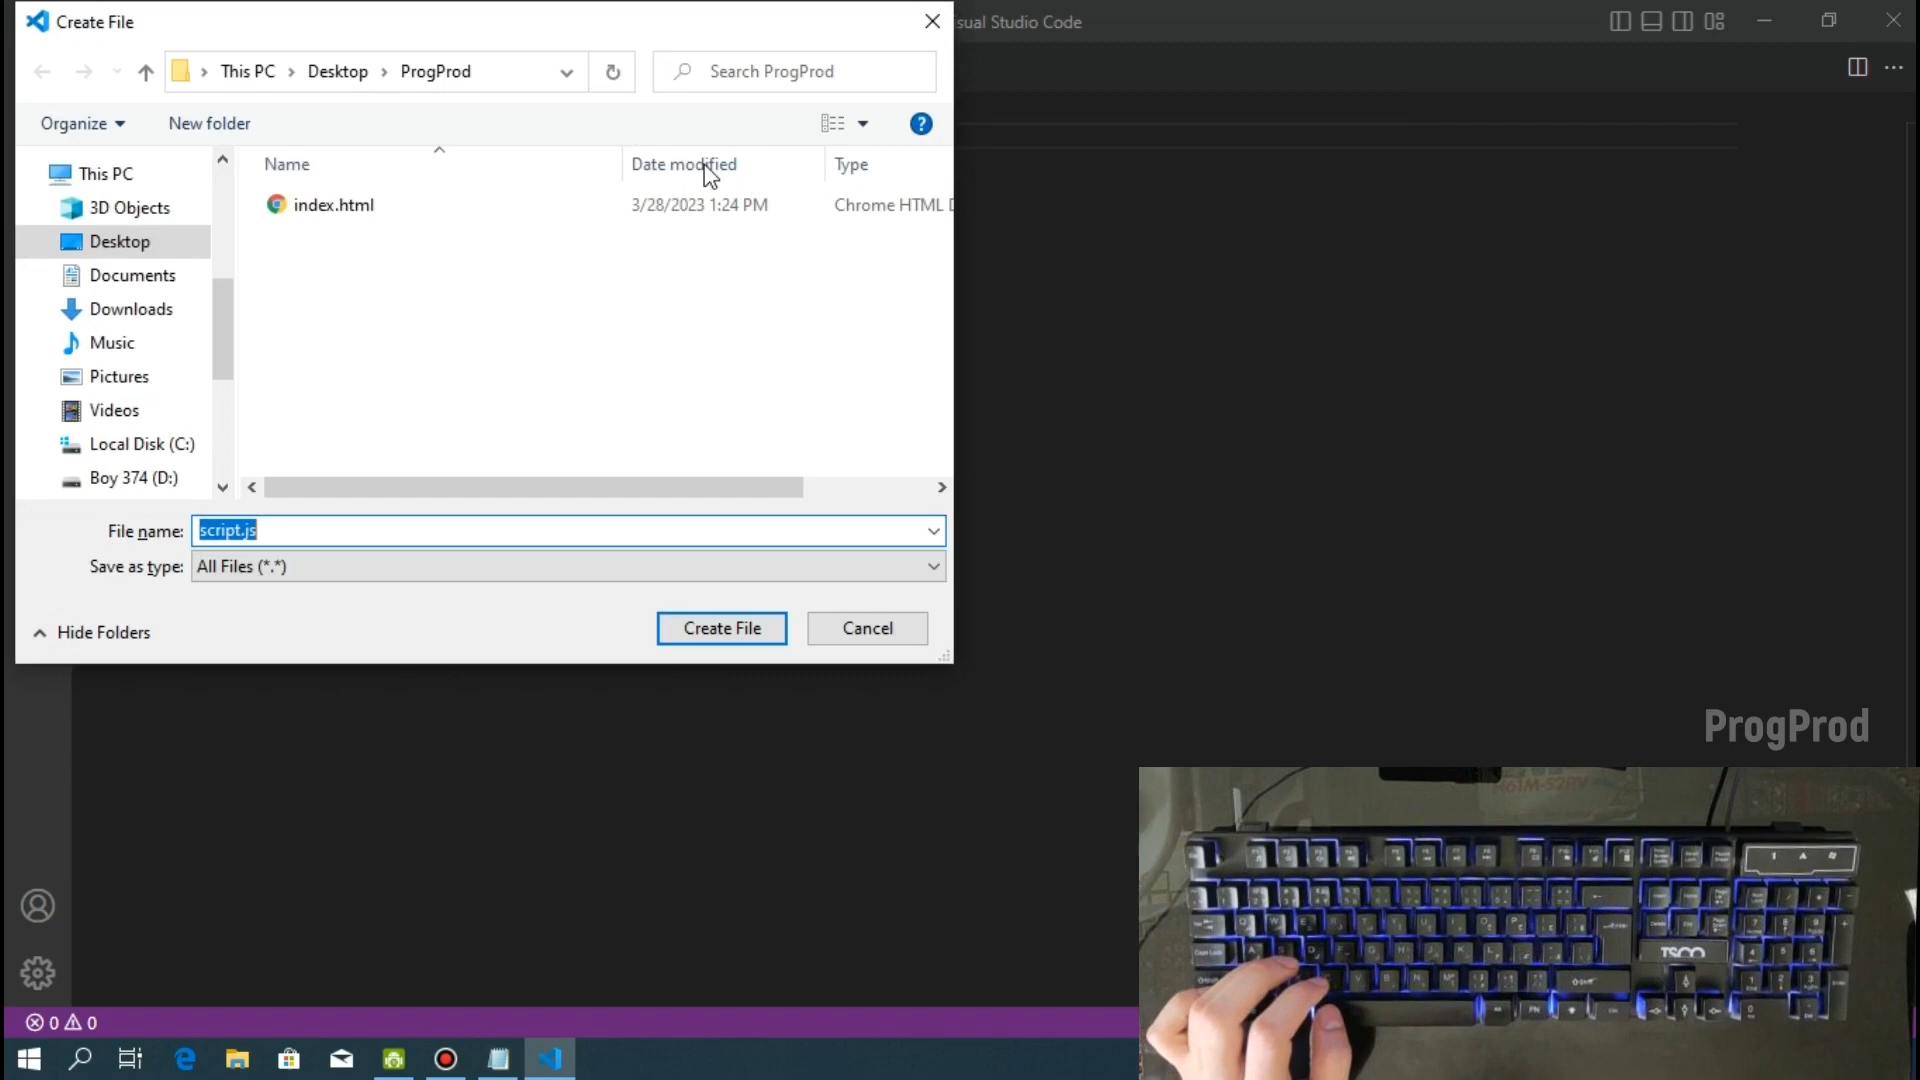 Create File
sual Studio Code
This PC
Desktop
ProgProd
Search ProgProd
Organize
New folder
?
Name
Date modified
Type
This PC
3D Objects
Desktop
Documents
Downloads
Music
Pictures
Videos
Local Disk (C:)
Boy 374 (D:)
index.html
3/28/2023 1:24 PM
Chrome HTML D
File name:
script.js
Save as type:
All Files (*.*)
Hide Folders
Create File
Cancel
ProgProd
TSCO
0
0